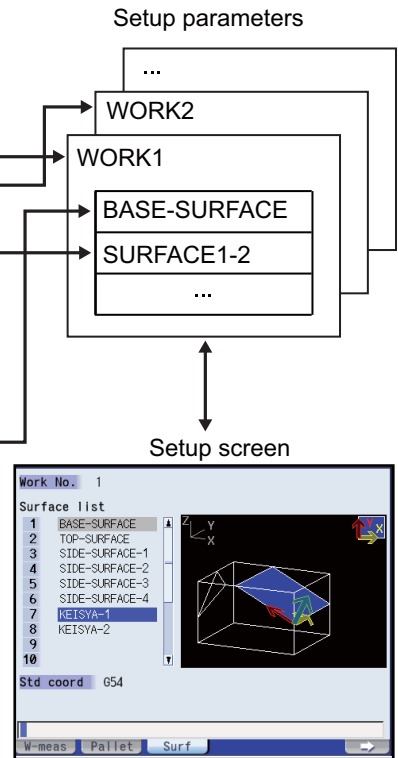 Setup parameters
...
WORK2
WORK1
BASE-SURFACE
SURFACE1-2
...
Setup screen
Work No. 1
Surface list
1 BASE-SURFACE
2 TOP-SURFACE
3 SIDE-SURFACE-1
4 SIDE-SURFACE-2
5 SIDE-SURFACE-3
6 SIDE-SURFACE-4
7 KEISYA-1
8 KEISYA-2
9
10
Z Y X
Y X
Std coord G54
W-meas Pallet Surf